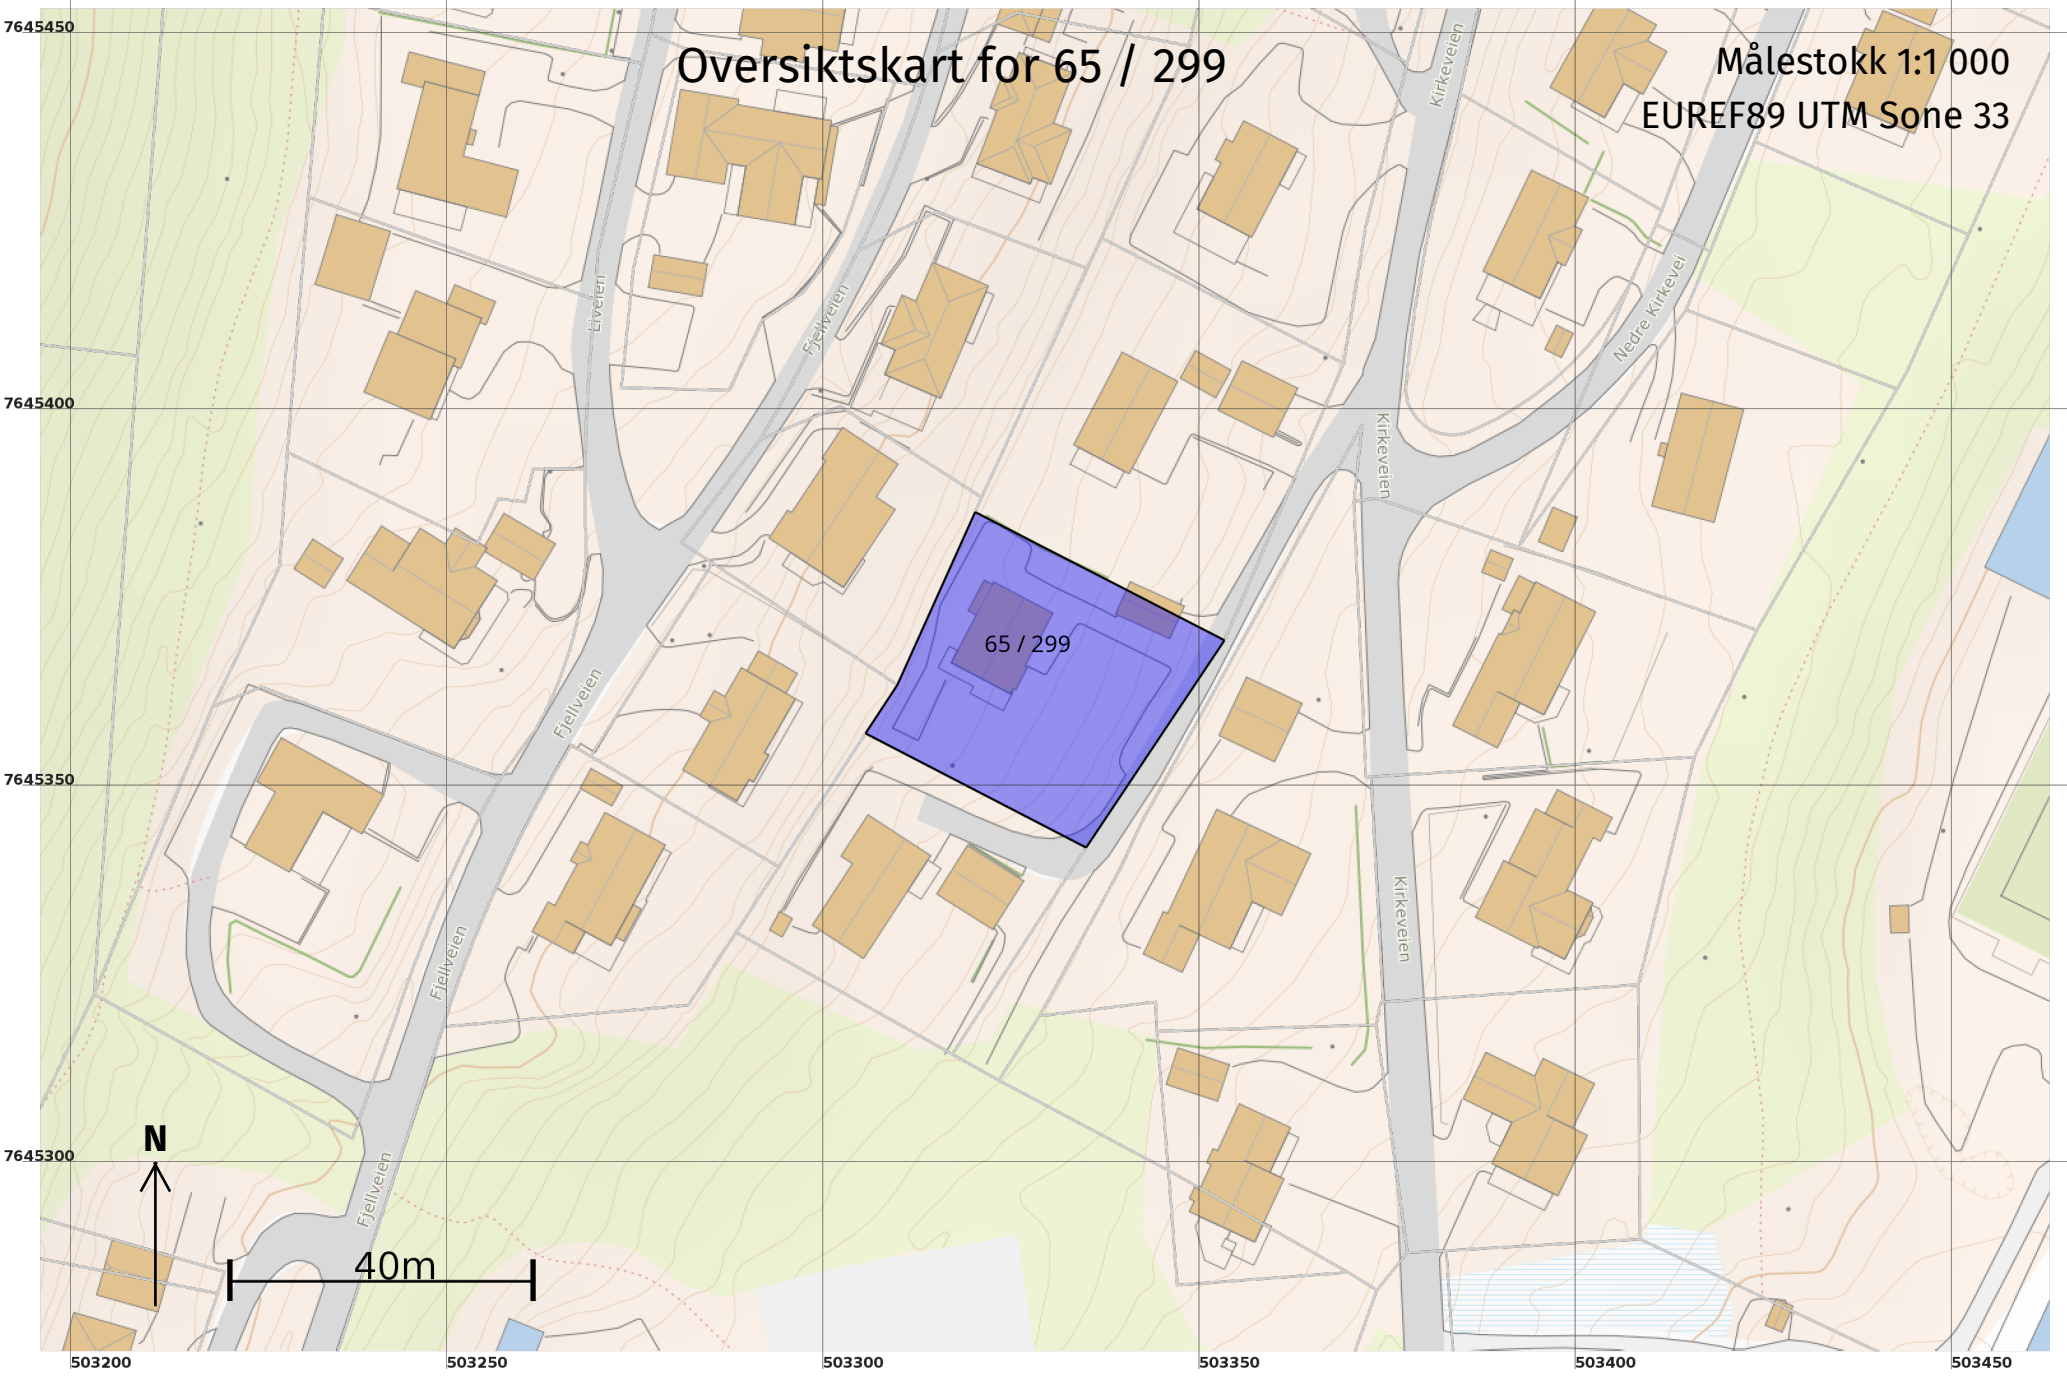 7645450
Oversiktskart for 65 / 299
Målestokk 1:1 000
EUREF89 UTM Sone 33
Kirkeveien
Liveien
Fjellveien
Nedre Kirkevei
7645400
Kirkeveien
65 / 299
Fjellveien
7645350
Kirkeveien
Fjellveien
N
7645300
Fjellveien
40m
503200
503250
503300
503350
503400
503450